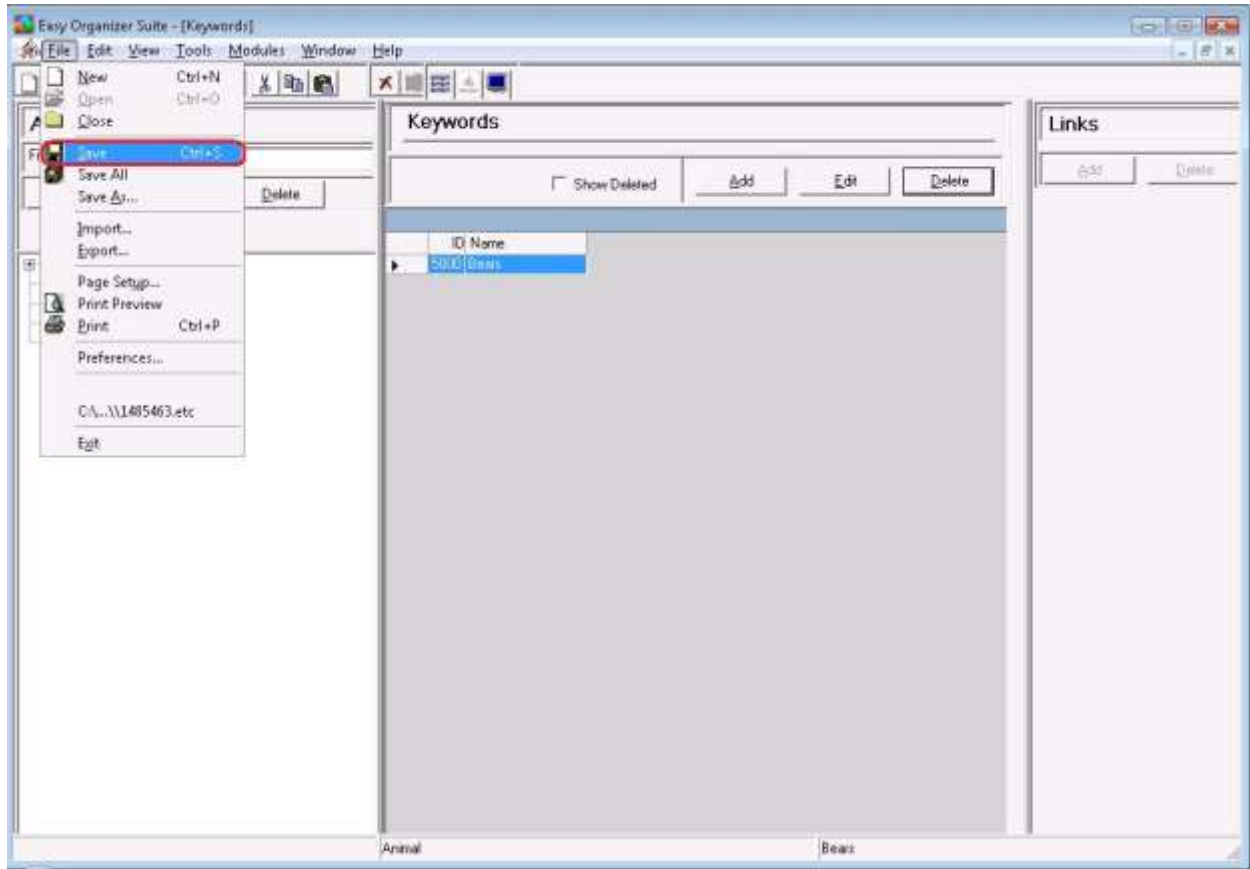 Easy Organizer Suite - [Keywords]
File Edit View Tools Modules Window Help
New Ctrl+N
Open Ctrl+O
Close
Save Ctrl+S
Save All
Save As...
Import...
Export...
Page Setup...
Print Preview
Print Ctrl+P
Preferences...
C:\...\\1485463.etc
Exit
Delete
Keywords
Show Deleted Add Edit Delete
ID Name
5000 Bears
Links
Add Delete
Animal Bears